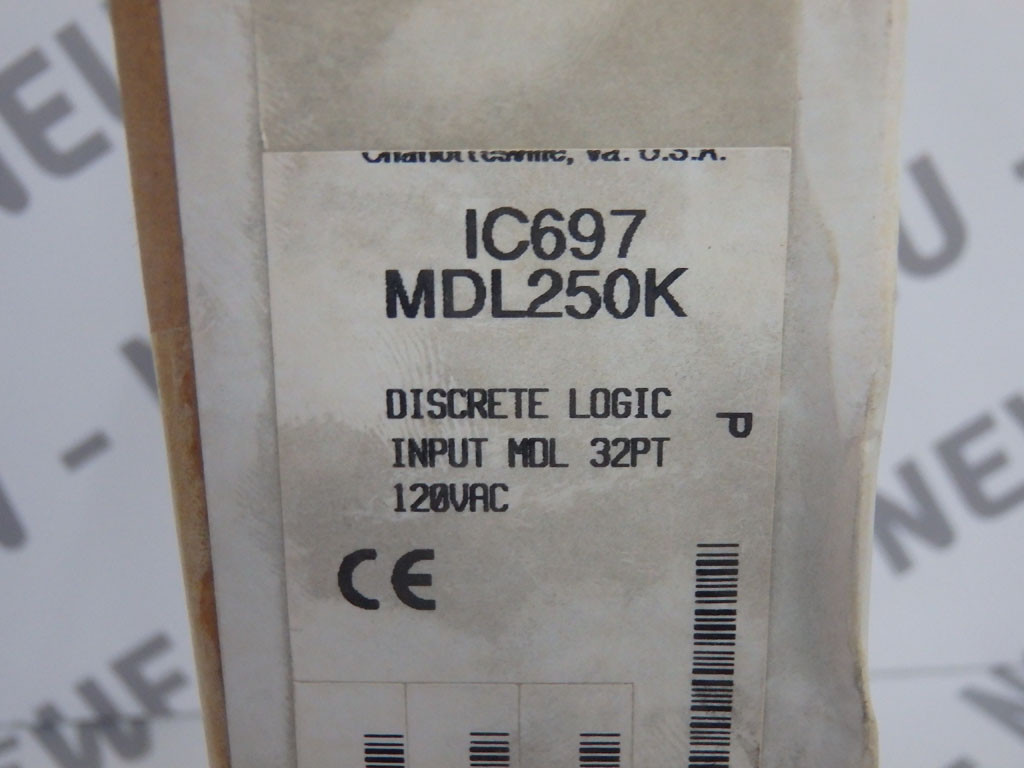 Charlottesville, Va. U.S.A.
IC697
MDL250K
DISCRETE LOGIC
INPUT MDL 32PT
120VAC
P
CE